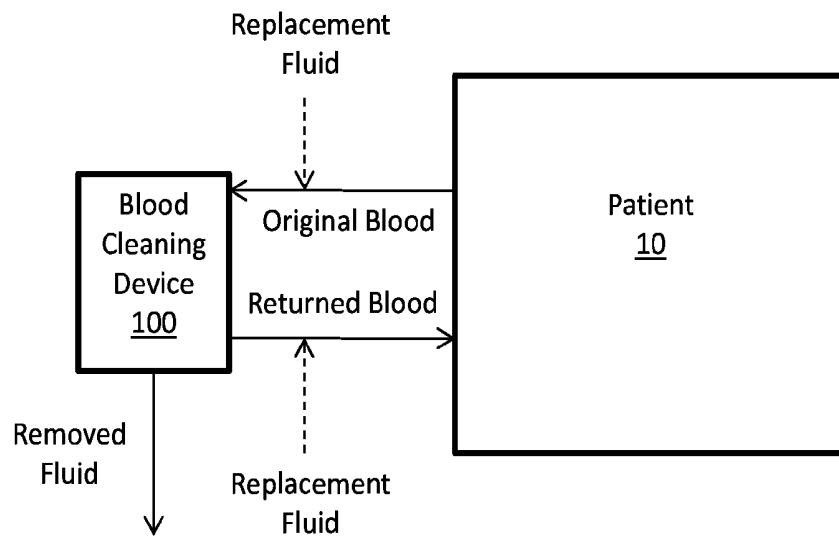 Replacement
Fluid
Blood
Cleaning
Device
100
Original Blood
Returned Blood
Patient
10
Removed
Fluid
Replacement
Fluid